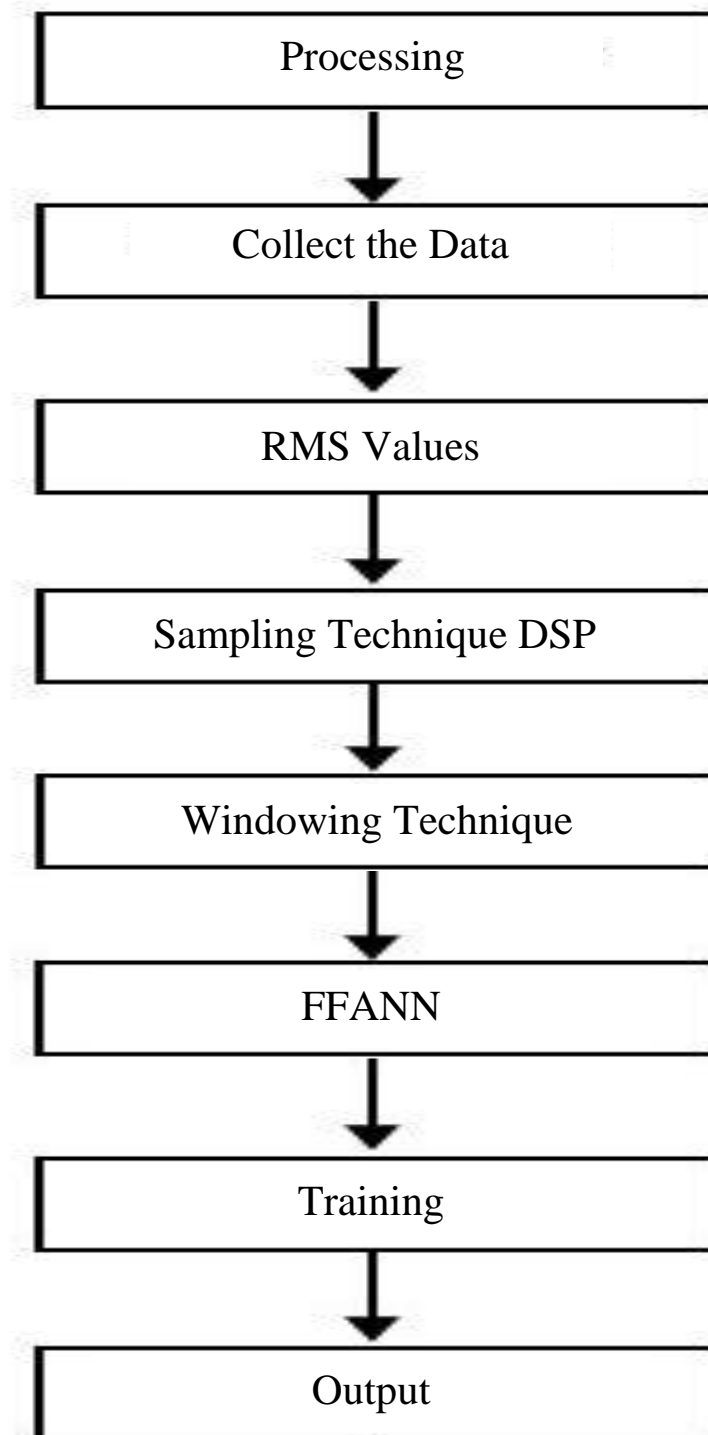 Processing
Collect the Data
RMS Values
Sampling Technique DSP
Windowing Technique
FFANN
Training
Output